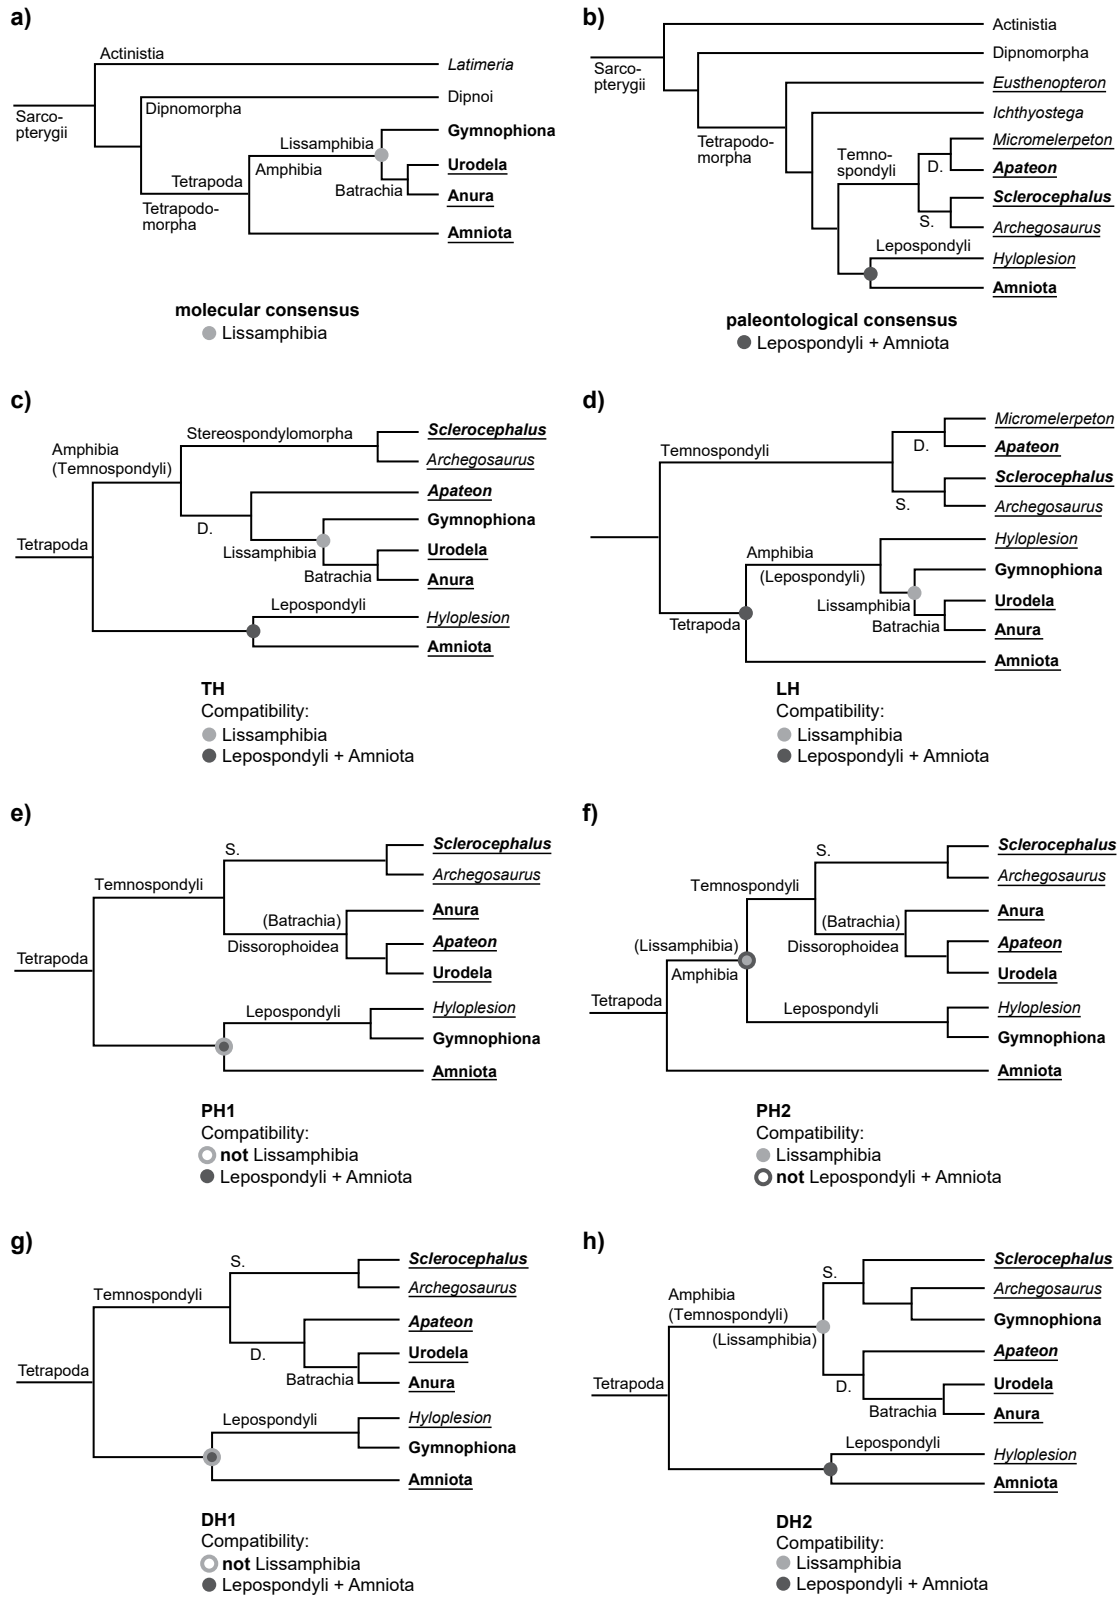 a)
Actinistia
Latimeria
Dipnoi
Sarco-
pterygii
Dipnomorpha
Lissamphibia
Gymnophiona
Amphibia
Urodela
Tetrapoda
Batrachia
Anura
Tetrapodo-
morpha
Amniota
molecular consensus
Lissamphibia
b)
Actinistia
Dipnomorpha
Sarco-
pterygii
Eusthenopteron
Ichthyostega
Tetrapodo-
morpha
Micromelerpeton
Temno-
spondyli
D.
Apateon
Sclerocephalus
S.
Archegosaurus
Lepospondyli
Hyloplesion
Amniota
paleontological consensus
Lepospondyli + Amniota
c)
Stereospondylomorpha
Sclerocephalus
Amphibia
(Temnospondyli)
Archegosaurus
Apateon
D.
Gymnophiona
Tetrapoda
Lissamphibia
Urodela
Batrachia
Anura
Lepospondyli
Hyloplesion
Amniota
TH
Compatibility:
Lissamphibia
Lepospondyli + Amniota
d)
Micromelerpeton
Temnospondyli
D.
Apateon
Sclerocephalus
S.
Archegosaurus
Hyloplesion
Amphibia
(Lepospondyli)
Gymnophiona
Lissamphibia
Urodela
Tetrapoda
Batrachia
Anura
Amniota
LH
Compatibility:
Lissamphibia
Lepospondyli + Amniota
e)
S.
Sclerocephalus
Archegosaurus
Temnospondyli
Anura
(Batrachia)
Dissorophoidea
Apateon
Tetrapoda
Urodela
Lepospondyli
Hyloplesion
Gymnophiona
Amniota
PH1
Compatibility:
not Lissamphibia
Lepospondyli + Amniota
f)
S.
Sclerocephalus
Archegosaurus
Temnospondyli
Anura
(Batrachia)
Dissorophoidea
Apateon
(Lissamphibia)
Amphibia
Urodela
Tetrapoda
Lepospondyli
Hyloplesion
Gymnophiona
Amniota
PH2
Compatibility:
Lissamphibia
not Lepospondyli + Amniota
g)
S.
Sclerocephalus
Archegosaurus
Temnospondyli
Apateon
D.
Urodela
Tetrapoda
Batrachia
Anura
Lepospondyli
Hyloplesion
Gymnophiona
Amniota
DH1
Compatibility:
not Lissamphibia
Lepospondyli + Amniota
h)
S.
Sclerocephalus
Archegosaurus
Amphibia
(Temnospondyli)
(Lissamphibia)
Gymnophiona
Apateon
D.
Urodela
Tetrapoda
Batrachia
Anura
Lepospondyli
Hyloplesion
Amniota
DH2
Compatibility:
Lissamphibia
Lepospondyli + Amniota